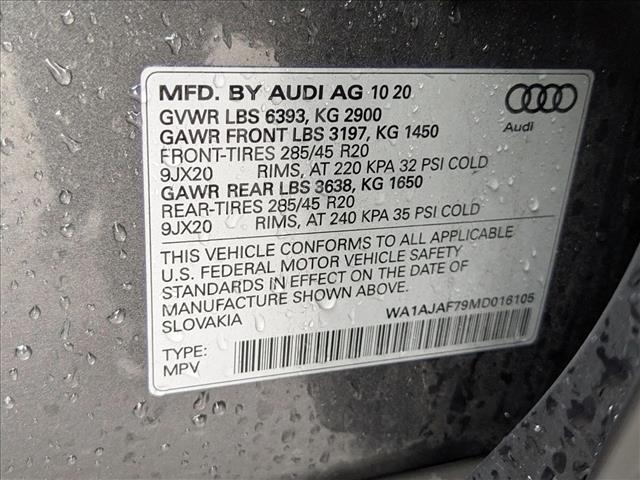 MFD. BY AUDI AG 10 20
GVWR LBS 6393, KG 2900
GAWR FRONT LBS 3197, KG 1450
FRONT-TIRES 285/45 R20
9JX20 RIMS, AT 220 KPA 32 PSI COLD
GAWR REAR LBS 3638, KG 1650
REAR-TIRES 285/45 R20
9JX20 RIMS, AT 240 KPA 35 PSI COLD
Audi
THIS VEHICLE CONFORMS TO ALL APPLICABLE
U.S. FEDERAL MOTOR VEHICLE SAFETY
STANDARDS IN EFFECT ON THE DATE OF
MANUFACTURE SHOWN ABOVE.
SLOVAKIA
WA1AJAF79MD016105
TYPE:
MPV